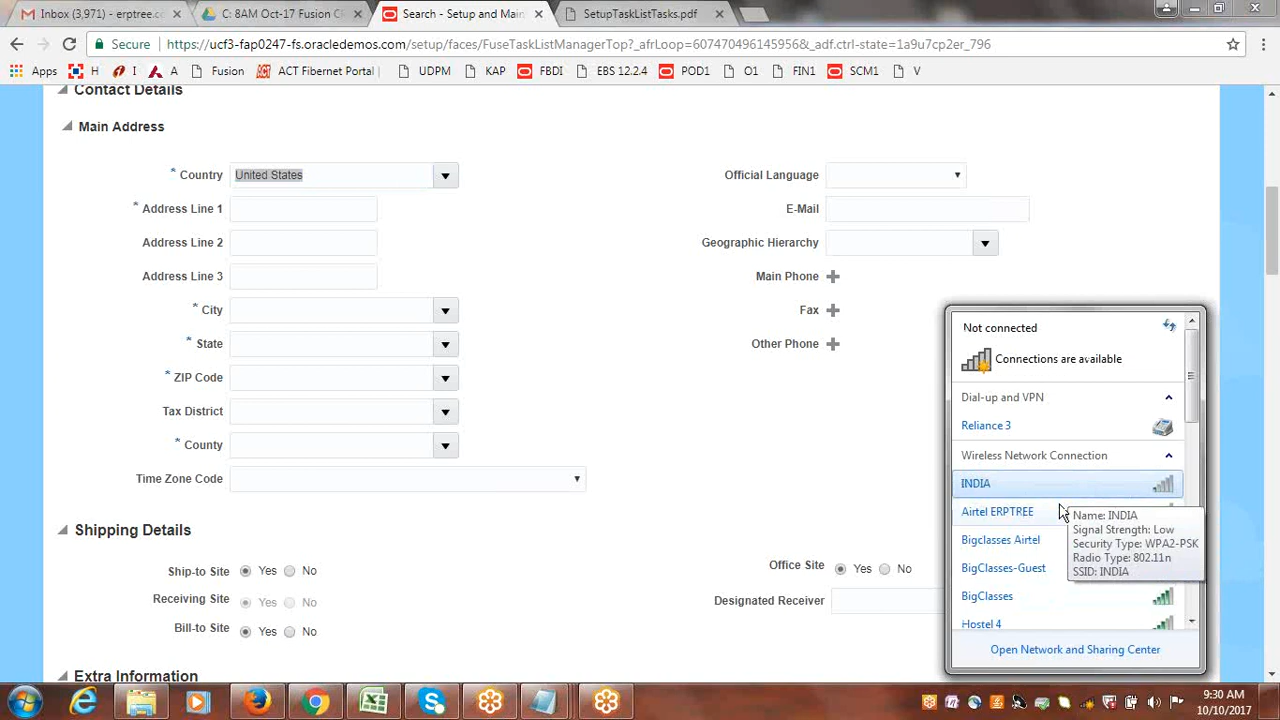 Inbox (3,971) - erptree.c
C: 8AM Oct-17 Fusion C
Search - Setup and Main
SetupTaskListTasks.pdf
Secure https://ucf3-fap0247-fs.oracledemos.com/setup/faces/FuseTaskListManagerTop?_afrLoop=6074704961459566&_adf.ctrl-state=1a9u7cp2er_796
Apps H I A Fusion ACT Fibernet Portal UDPM KAP FBDI EBS 12.2.4 POD1 O1 FIN1 SCM1 V
Contact Details
Main Address
* Country United States
Official Language
* Address Line 1
E-Mail
Address Line 2
Geographic Hierarchy
Address Line 3
Main Phone
* City
Fax
* State
Other Phone
* ZIP Code
Tax District
* County
Time Zone Code
Shipping Details
Ship-to Site Yes No
Office Site Yes No
Receiving Site Yes No
Designated Receiver
Bill-to Site Yes No
Extra Information
Not connected
Connections are available
Dial-up and VPN
Reliance 3
Wireless Network Connection
INDIA
Airtel ERPTREE
Bigclasses Airtel
BigClasses-Guest
BigClasses
Hostel 4
Open Network and Sharing Center
Name: INDIA
Signal Strength: Low
Security Type: WPA2-PSK
Radio Type: 802.11n
SSID: INDIA
9:30 AM
10/10/2017